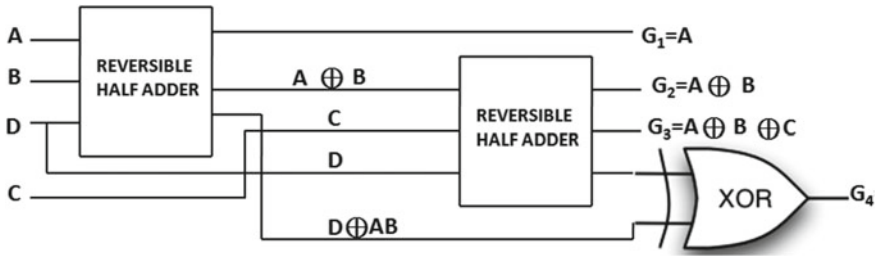 A
B
D
C
REVERSIBLE
HALF ADDER
A ⊕ B
C
D
D⊕AB
REVERSIBLE
HALF ADDER
G₁=A
G₂=A ⊕ B
G₃=A ⊕ B ⊕C
XOR
G₄